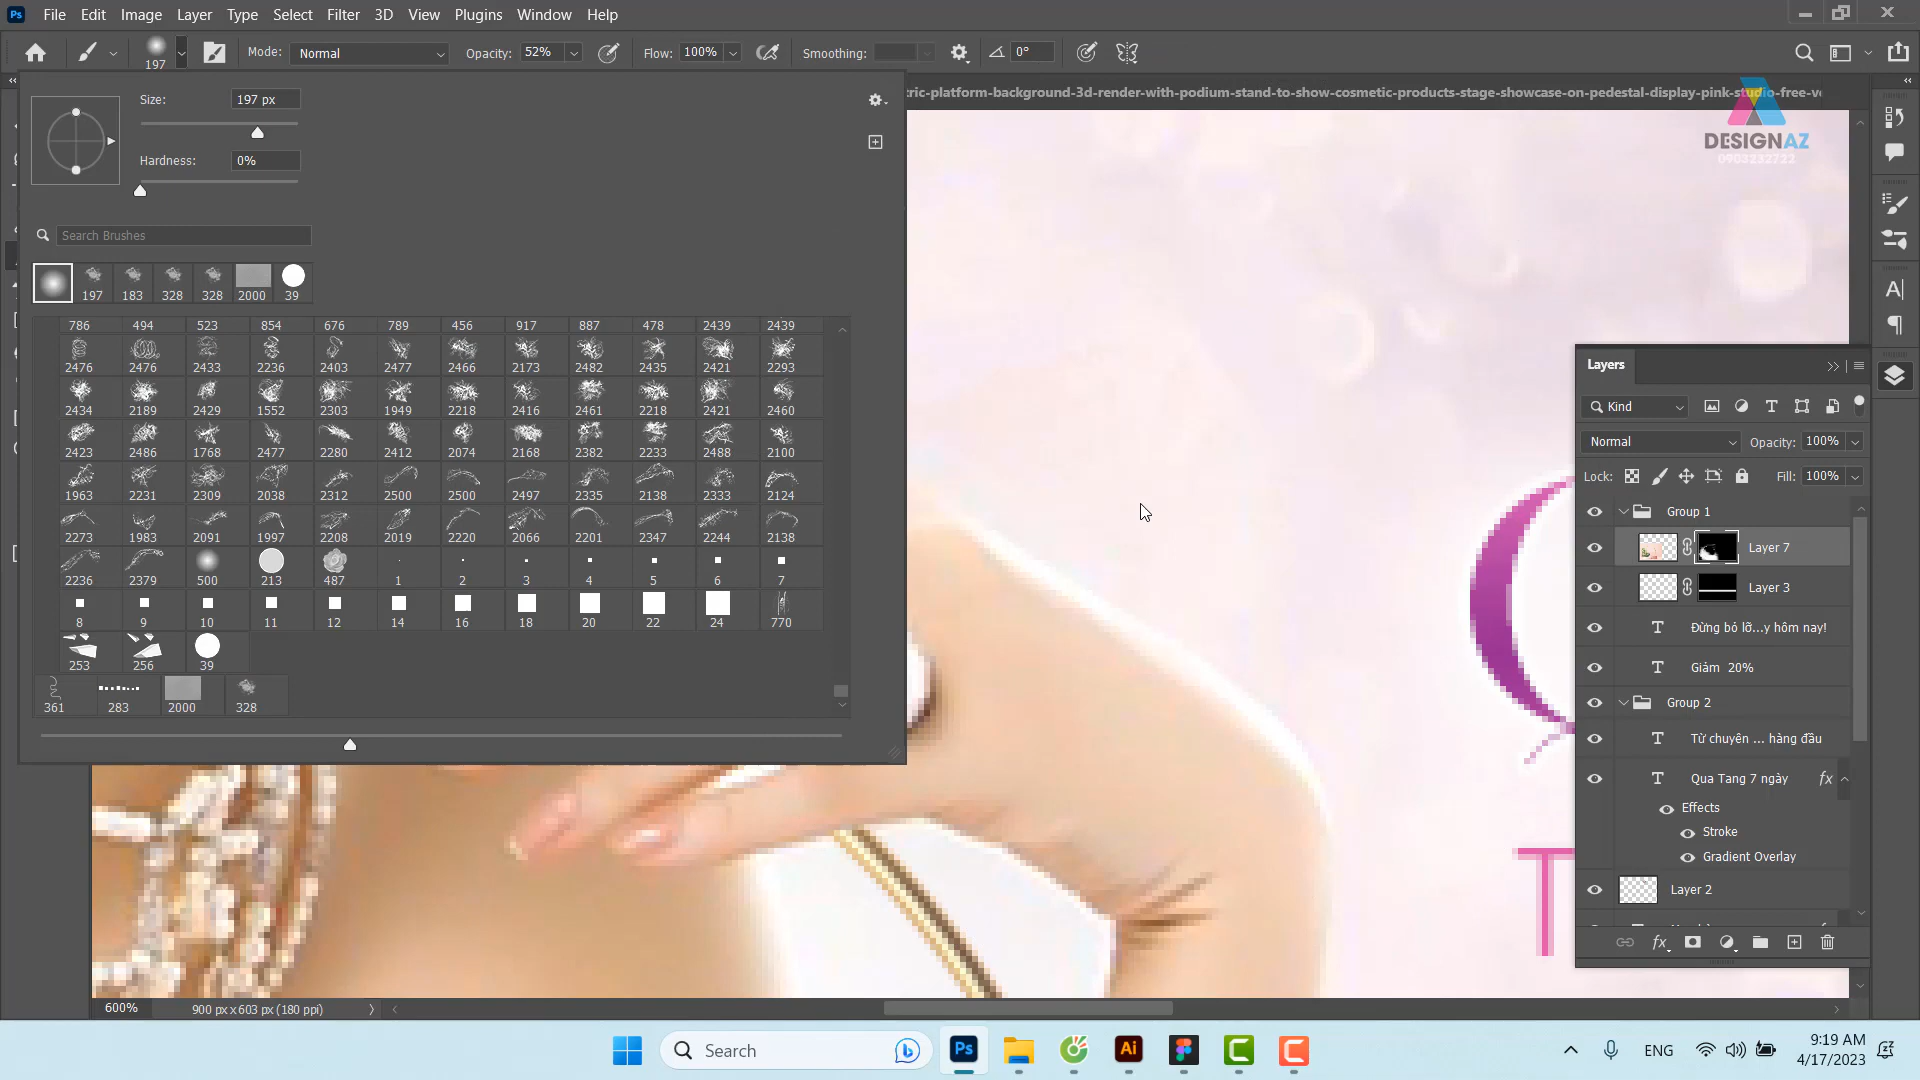 File Edit Image Layer Type Select Filter 3D View Plugins Window Help
197 Mode: Normal Opacity: 52% Flow: 100% Smoothing: 0°
Size: 197 px
Hardness: 0%
Search Brushes
197 183 328 328 2000 39
786 494 523 854 676 789 456 917 887 478 2439 2439
2476 2476 2433 2236 2403 2477 2466 2173 2482 2435 2421 2293
2434 2189 2429 1552 2303 1949 2218 2416 2461 2218 2421 2460
2423 2486 1768 2477 2280 2412 2074 2168 2382 2233 2488 2100
1963 2231 2309 2038 2312 2500 2500 2497 2335 2138 2333 2124
2273 1983 2091 1997 2208 2019 2220 2066 2201 2347 2244 2138
2236 2379 500 213 487 1 2 3 4 5 6 7
8 9 10 11 12 14 16 18 20 22 24 770
253 256 39
361 283 2000 328
tric-platform-background-3d-render-with-podium-stand-to-show-cosmetic-products-stage-showcase-on-pedestal-display-pink-studio-free-ve
DESIGNAZ
0903232722
T
Layers
Kind
Normal Opacity: 100%
Lock: Fill: 100%
Group 1
Layer 7
Layer 3
Đừng bỏ lỡ...y hôm nay!
Giảm 20%
Group 2
Từ chuyên ... hàng đầu
Qua Tang 7 ngày fx
Effects
Stroke
Gradient Overlay
Layer 2
600% 900 px x 603 px (180 ppi)
Search
ENG
9:19 AM
4/17/2023